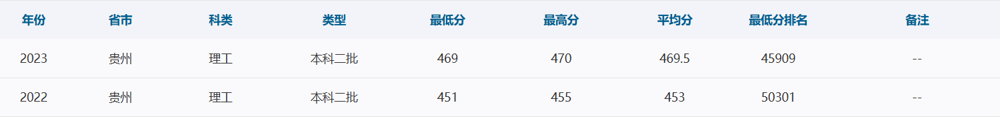 年份 省市 科类 类型 最低分 最高分 平均分 最低分排名 备注
2023 贵州 理工 本科二批 469 470 469.5 45909 --
2022 贵州 理工 本科二批 451 455 453 50301 --